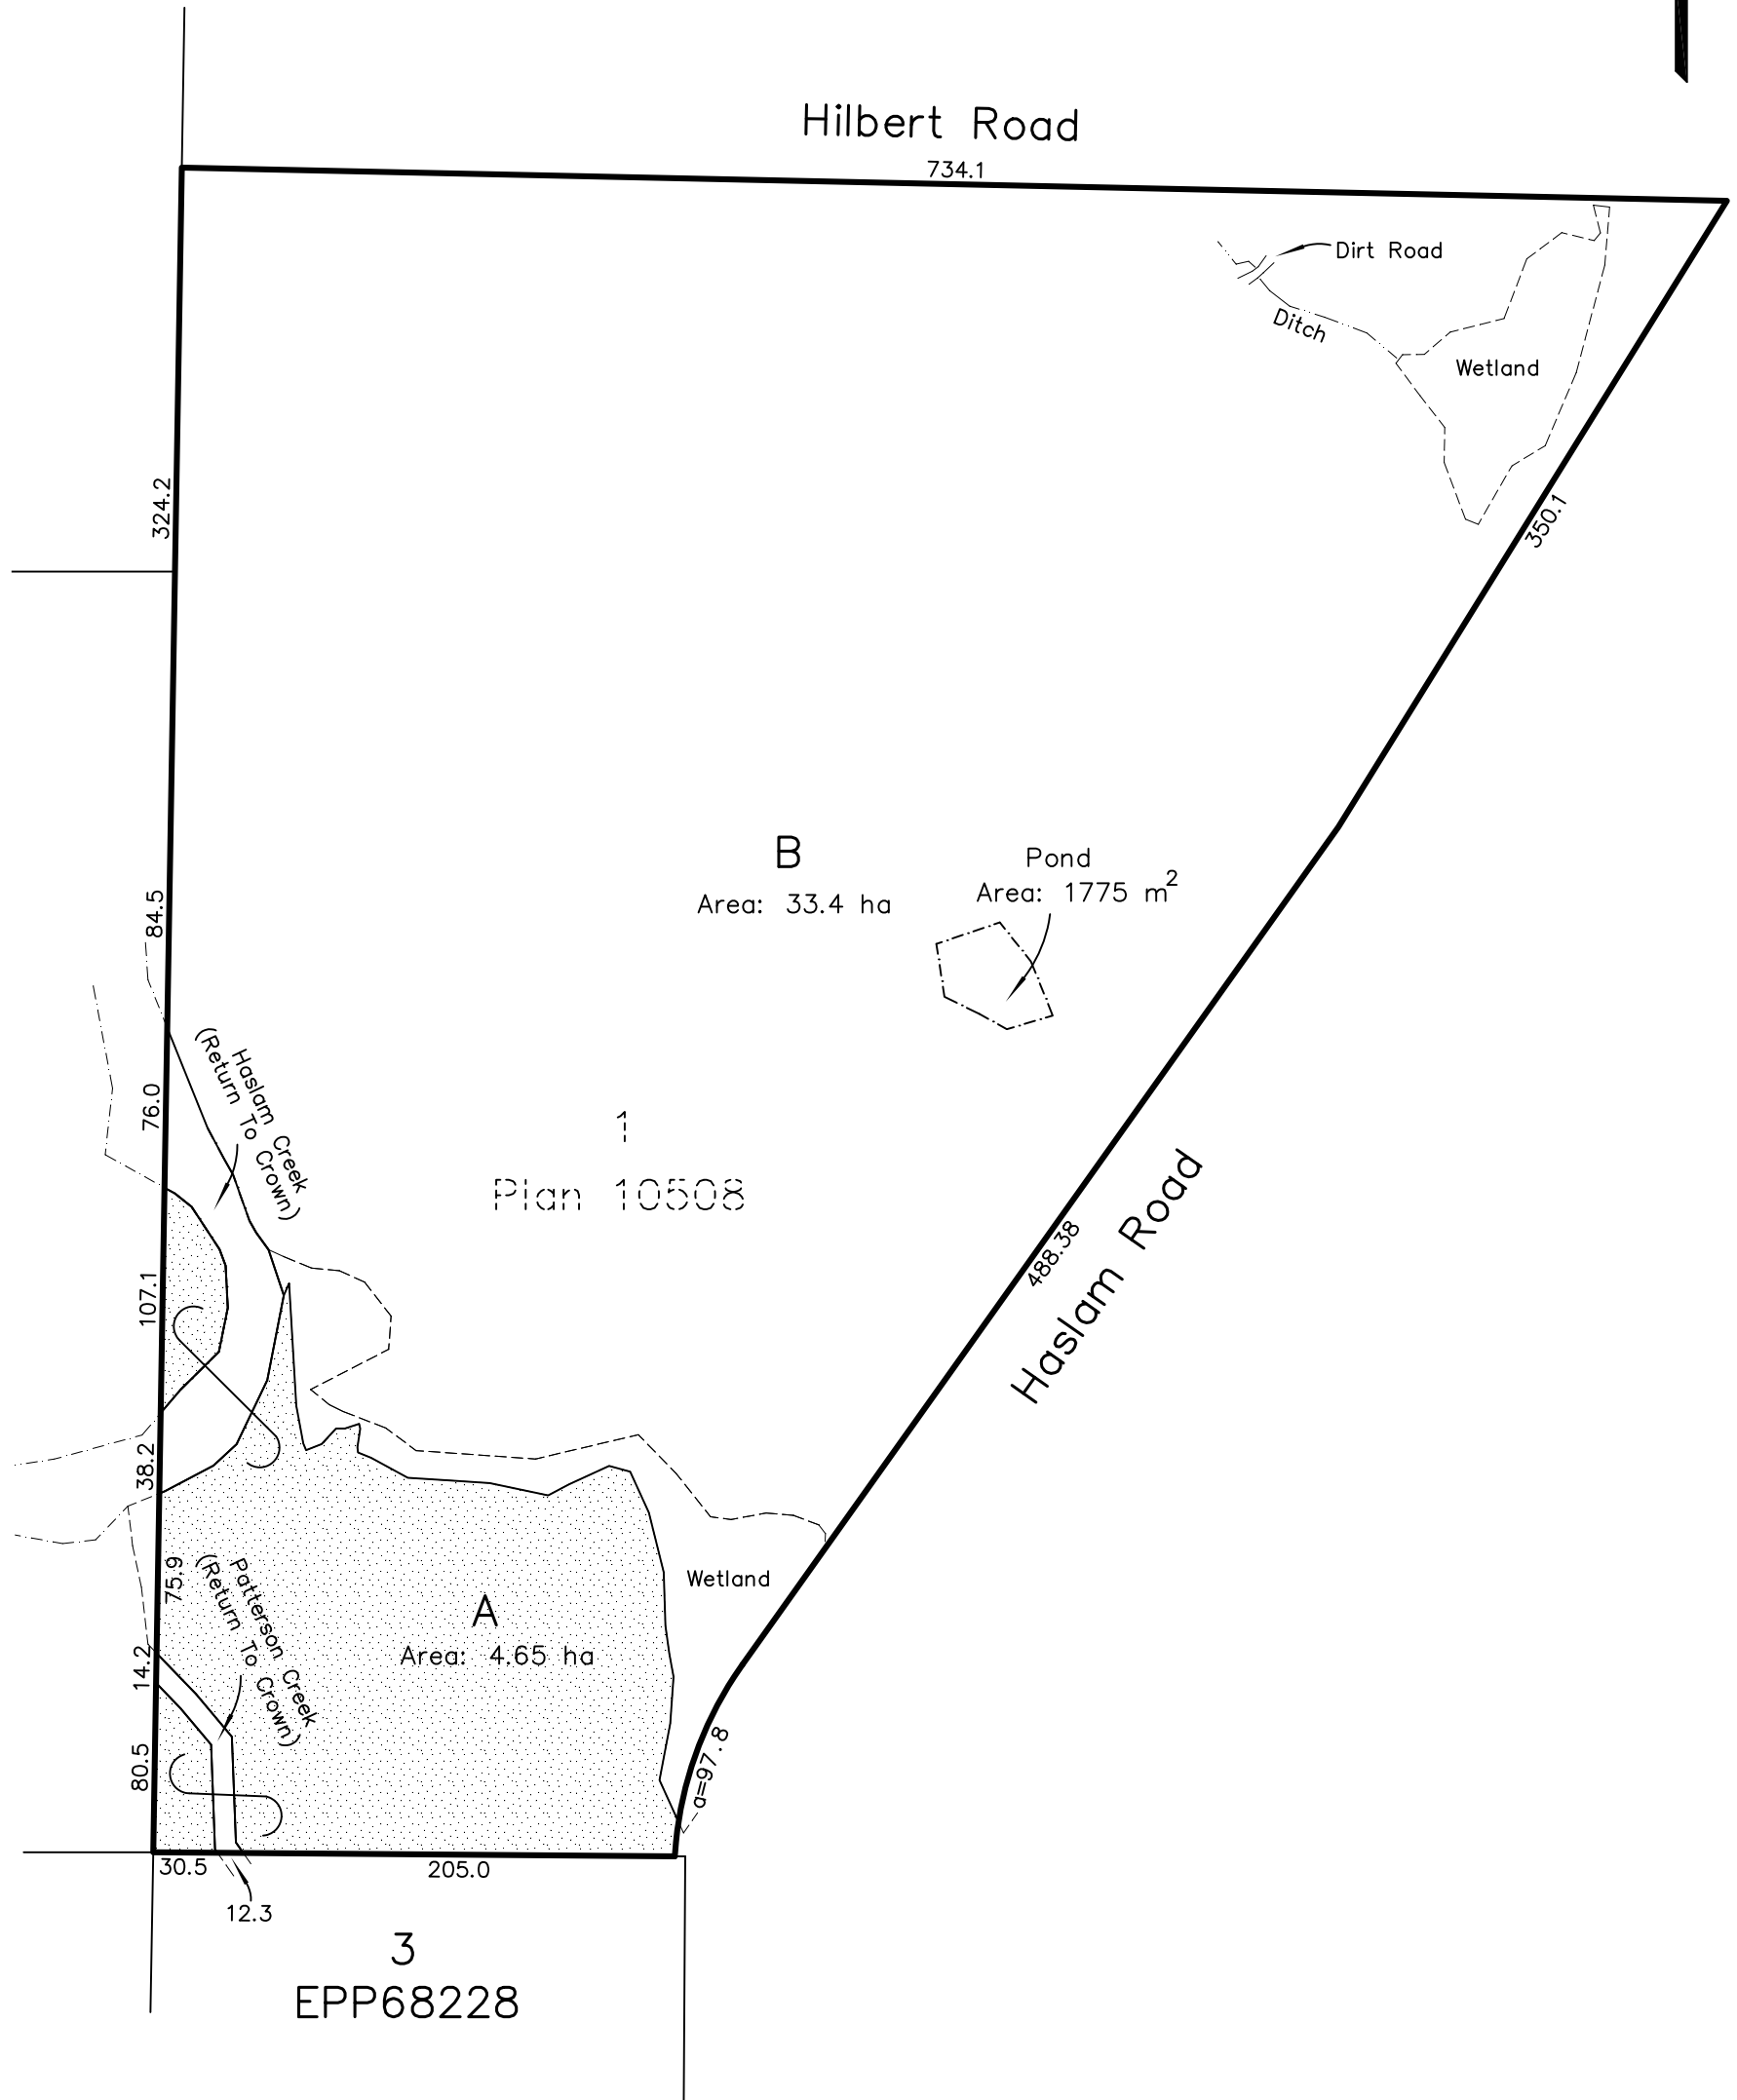 Hilbert Road
734.1
Dirt Road
Ditch
Wetland
324.2
350.1
B
Area: 33.4 ha
Pond
Area: 1775 m²
84.5
Haslam Creek
(Return To Crown)
76.0
1
Plan 10508
107.1
488.38
Haslam Road
38.2
75.9
Patterson Creek
(Return To Crown)
Wetland
A
Area: 4.65 ha
14.2
80.5
a=97.8
30.5
205.0
12.3
3
EPP68228